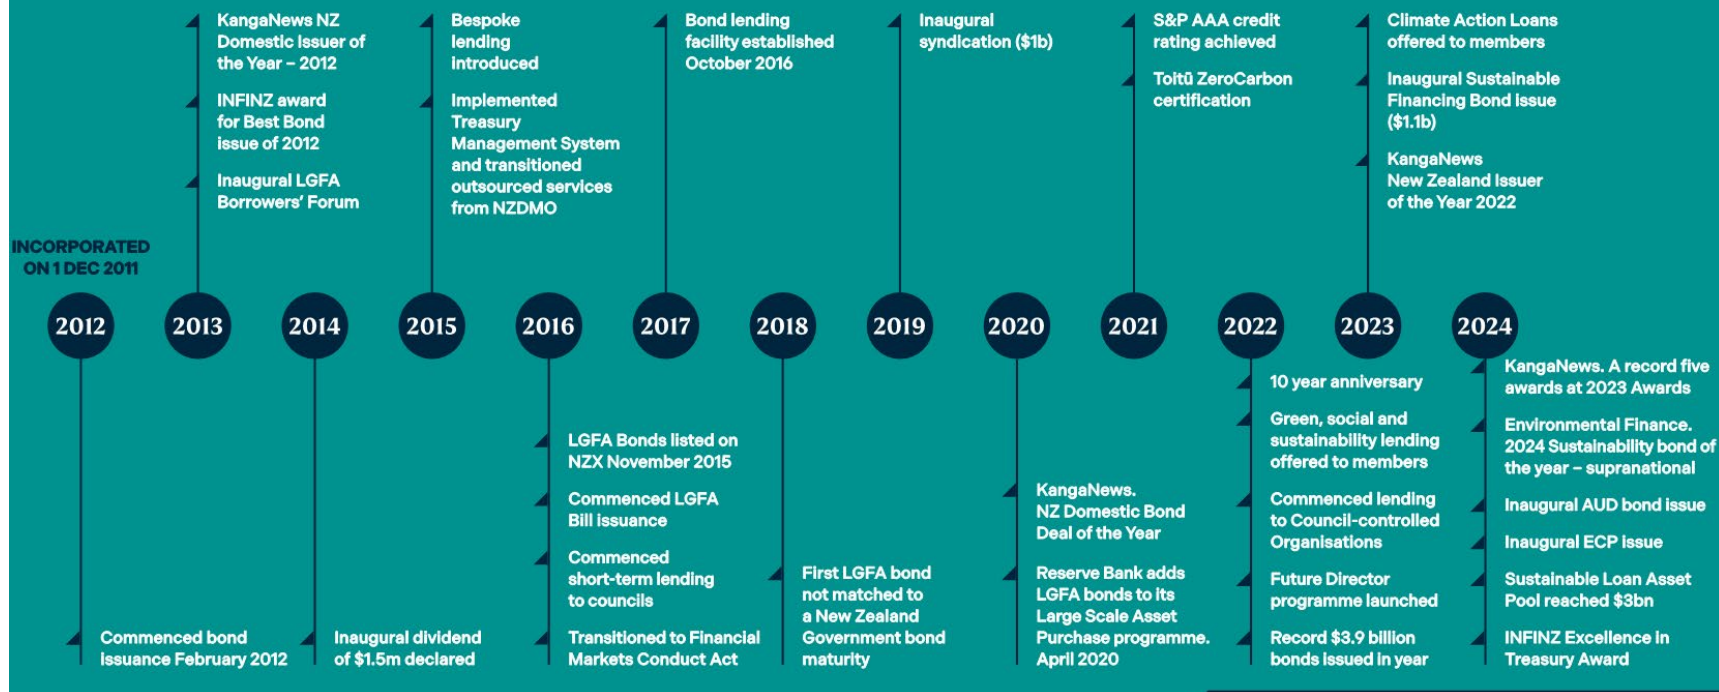 KangaNews NZ
Domestic Issuer of
the Year – 2012
INFINZ award
for Best Bond
issue of 2012
Inaugural LGFA
Borrowers' Forum
Bespoke
lending
introduced
Implemented
Treasury
Management System
and transitioned
outsourced services
from NZDMO
Bond lending
facility established
October 2016
Inaugural
syndication ($1b)
S&P AAA credit
rating achieved
Toitū ZeroCarbon
certification
Climate Action Loans
offered to members
Inaugural Sustainable
Financing Bond issue
($1.1b)
KangaNews
New Zealand Issuer
of the Year 2022
INCORPORATED
ON 1 DEC 2011
2012
2013
2014
2015
2016
2017
2018
2019
2020
2021
2022
2023
2024
Commenced bond
issuance February 2012
Inaugural dividend
of $1.5m declared
LGFA Bonds listed on
NZX November 2015
Commenced LGFA
Bill issuance
Commenced
short-term lending
to councils
Transitioned to Financial
Markets Conduct Act
First LGFA bond
not matched to
a New Zealand
Government bond
maturity
KangaNews.
NZ Domestic Bond
Deal of the Year
Reserve Bank adds
LGFA bonds to its
Large Scale Asset
Purchase programme.
April 2020
10 year anniversary
Green, social and
sustainability lending
offered to members
Commenced lending
to Council-controlled
Organisations
Future Director
programme launched
Record $3.9 billion
bonds issued in year
KangaNews. A record five
awards at 2023 Awards
Environmental Finance.
2024 Sustainability bond of
the year – supranational
Inaugural AUD bond issue
Inaugural ECP issue
Sustainable Loan Asset
Pool reached $3bn
INFINZ Excellence in
Treasury Award